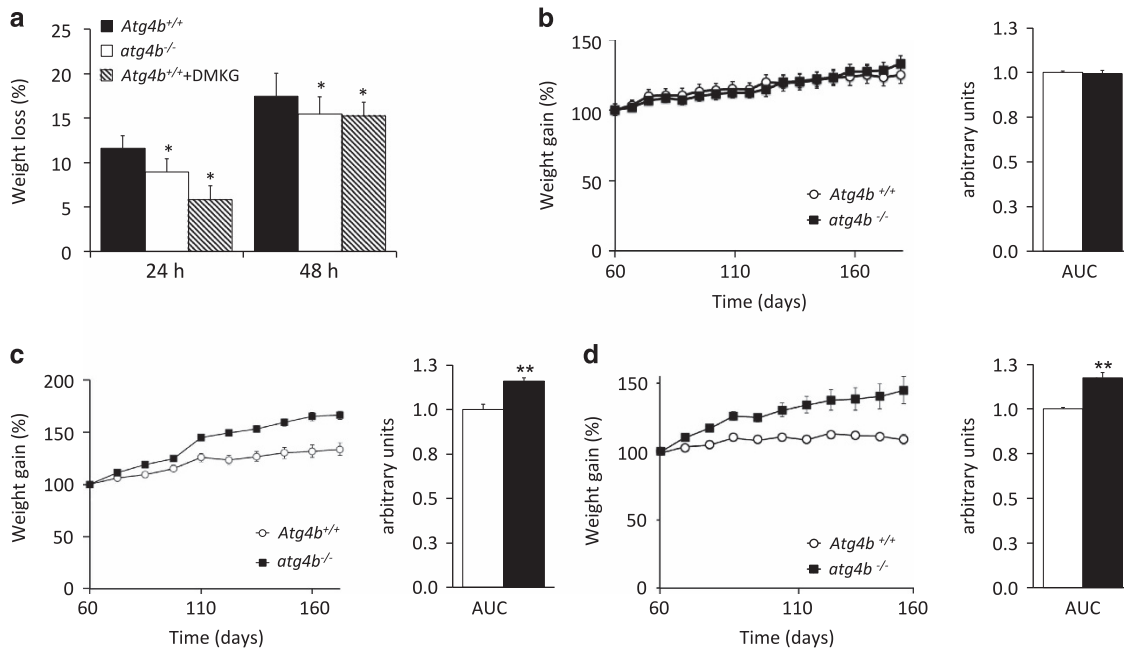 a
Weight loss (%)
25
20
15
10
5
0
Atg4b+/+
atg4b-/-
Atg4b+/++DMKG
* * * *
24 h 48 h
b
Weight gain (%)
150
100
50
0
Atg4b +/+
atg4b -/-
60 110 160
Time (days)
arbitrary units
1.3
1.0
0.8
0.5
0.3
0.0
AUC
c
Weight gain (%)
200
150
100
50
0
Atg4b+/+
atg4b-/-
60 110 160
Time (days)
arbitrary units
1.3
1.0
0.8
0.5
0.3
0.0
**
AUC
d
Weight gain (%)
150
100
50
0
Atg4b +/+
atg4b -/-
60 110 160
Time (days)
arbitrary units
1.3
1.0
0.8
0.5
0.3
0.0
**
AUC